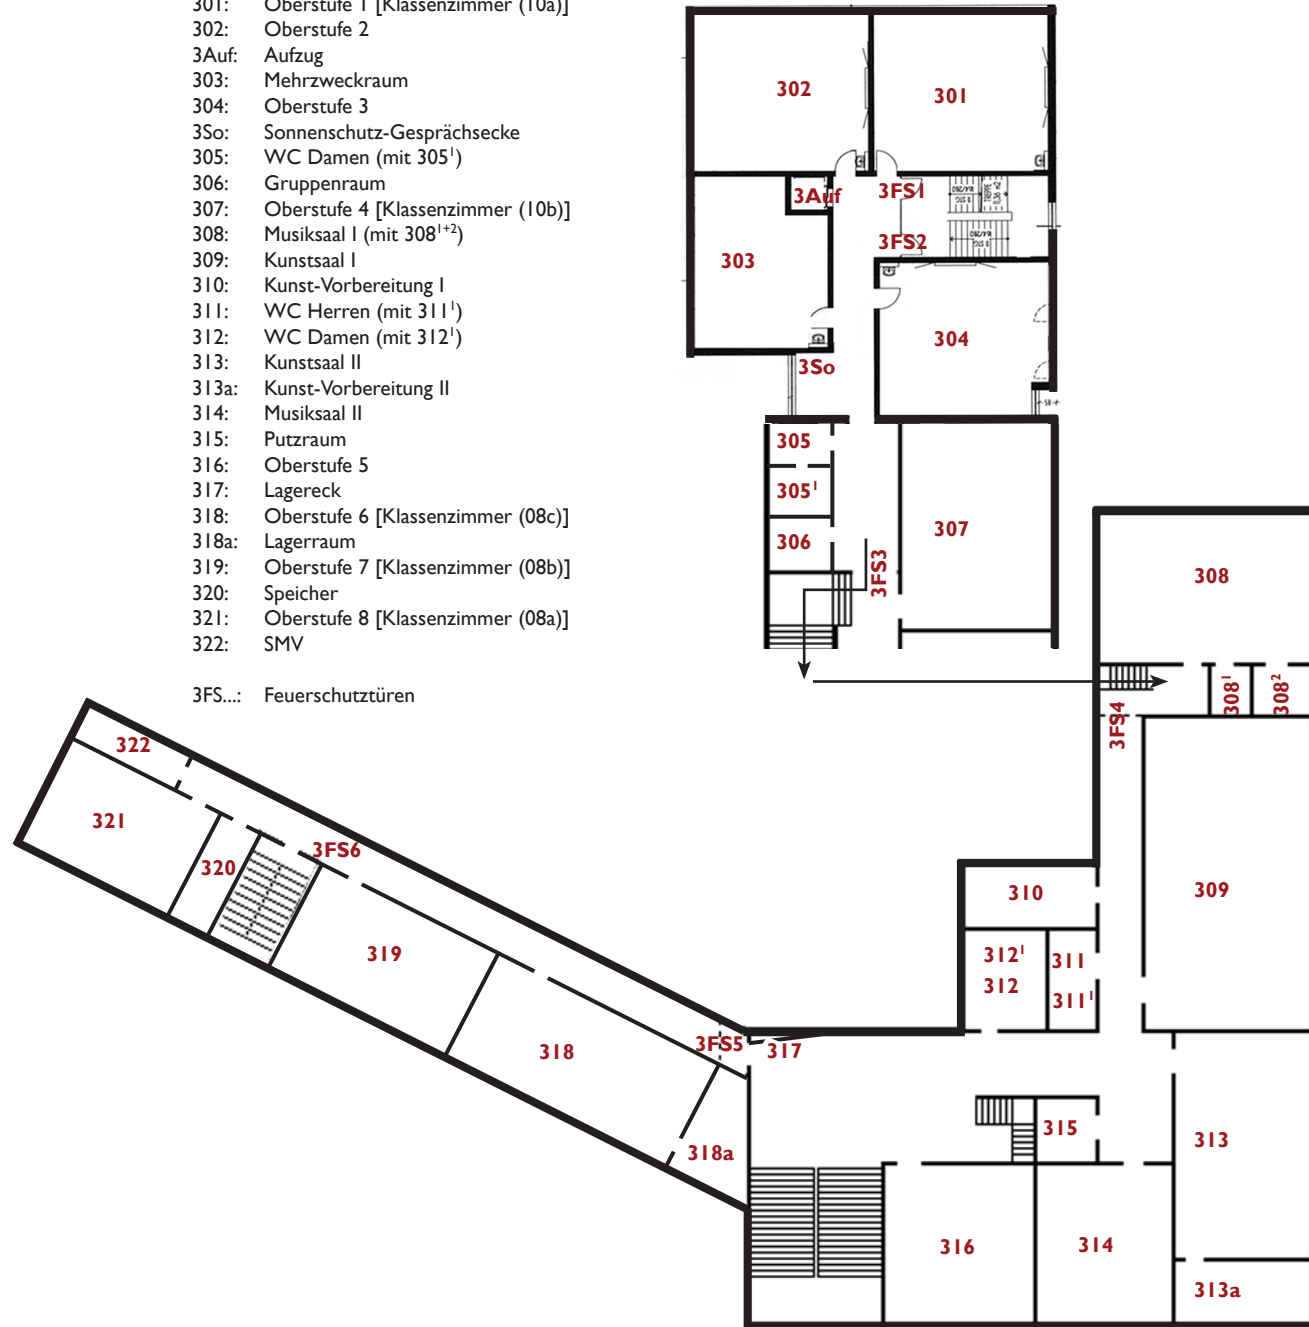 301: Oberstufe 1 [Klassenzimmer (10a)]
302: Oberstufe 2
3Auf: Aufzug
303: Mehrzweckraum
304: Oberstufe 3
3So: Sonnenschutz-Gesprächsecke
305: WC Damen (mit 305¹)
306: Gruppenraum
307: Oberstufe 4 [Klassenzimmer (10b)]
308: Musiksaal I (mit 308¹⁺²)
309: Kunstsaal I
310: Kunst-Vorbereitung I
311: WC Herren (mit 311¹)
312: WC Damen (mit 312¹)
313: Kunstsaal II
313a: Kunst-Vorbereitung II
314: Musiksaal II
315: Putzraum
316: Oberstufe 5
317: Lagereck
318: Oberstufe 6 [Klassenzimmer (08c)]
318a: Lagerraum
319: Oberstufe 7 [Klassenzimmer (08b)]
320: Speicher
321: Oberstufe 8 [Klassenzimmer (08a)]
322: SMV
3FS...: Feuerschutztüren
302
301
3Auf
3FS1
TREPPE
3FS2
303
304
3So
305
305¹
306
307
3FS3
308
308¹
308²
3FS4
309
310
312¹
312
311
311¹
322
321
320
3FS6
319
318
3FS5
317
318a
315
313
316
314
313a